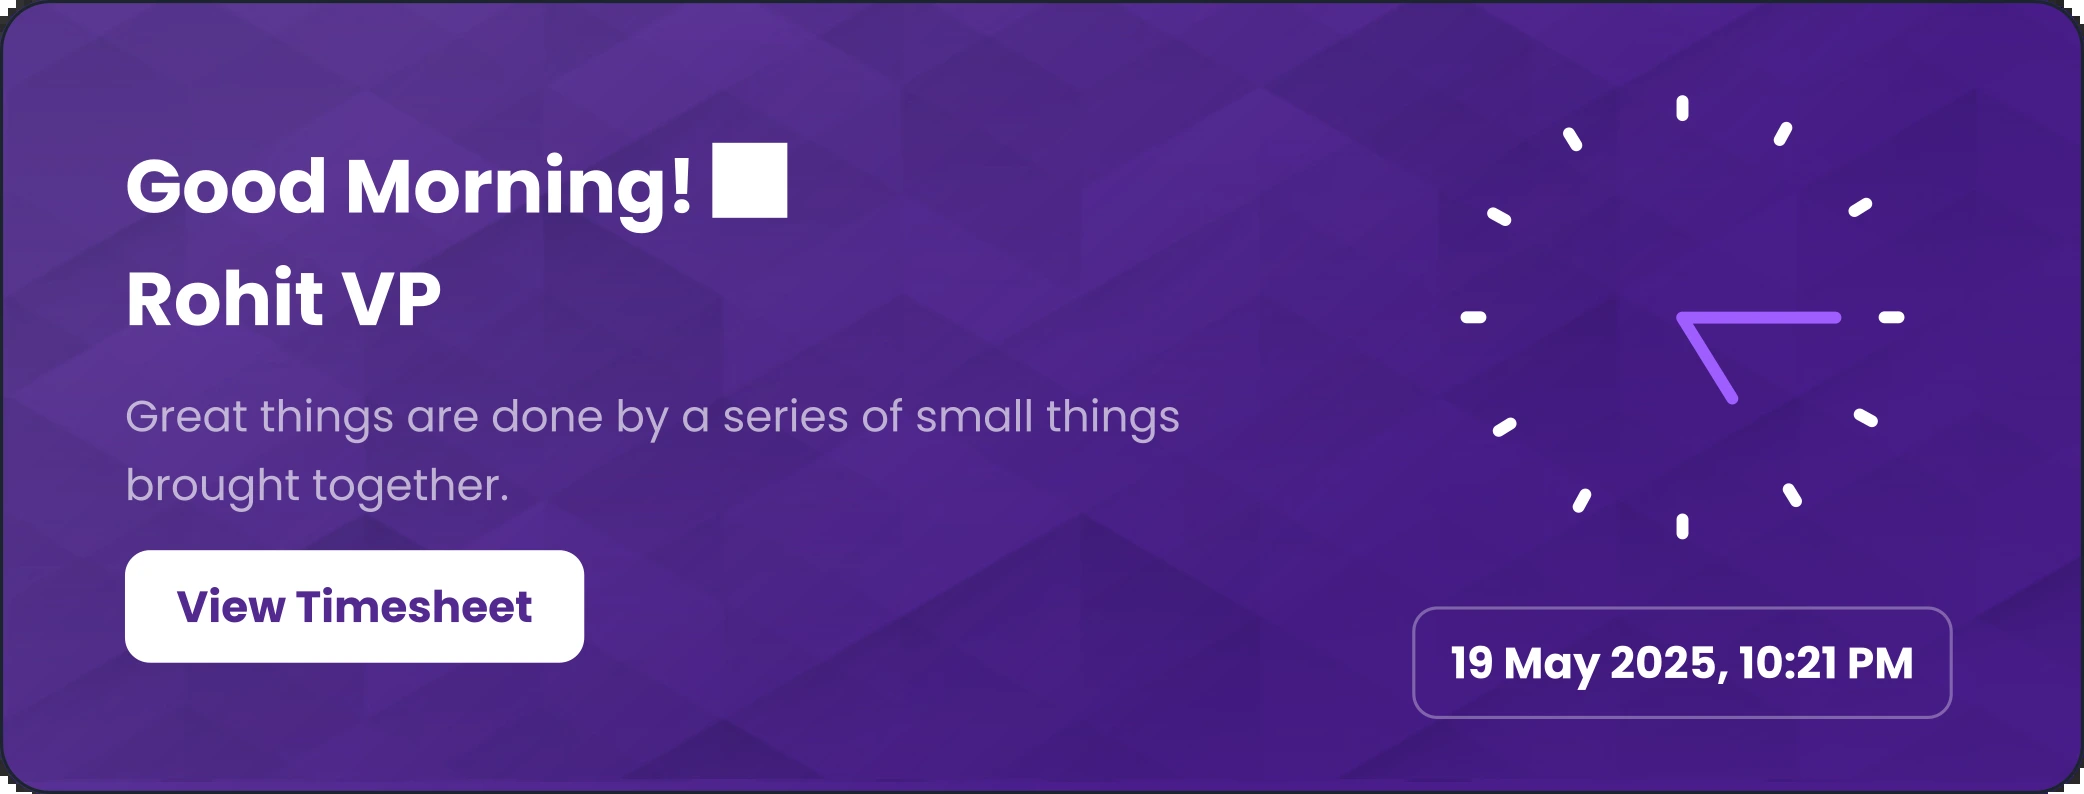 Good Morning!
Rohit VP
Great things are done by a series of small things
brought together.
View Timesheet
19 May 2025, 10:21 PM